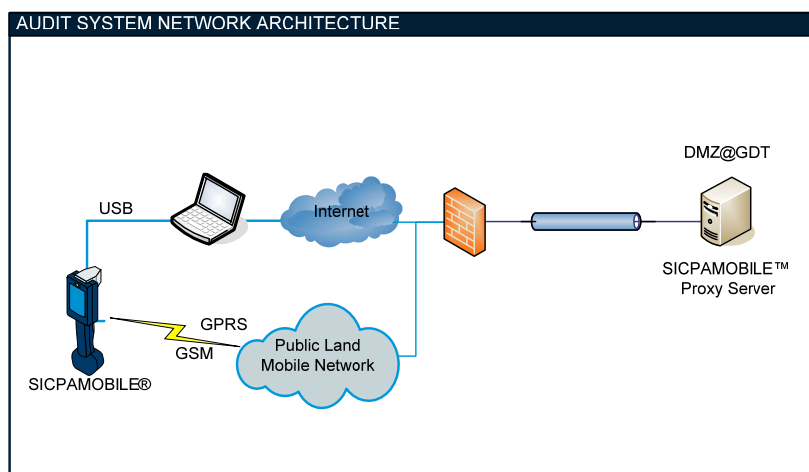 AUDIT SYSTEM NETWORK ARCHITECTURE
DMZ@GDT
USB
Internet
SICPAMOBILE™
Proxy Server
GPRS
GSM
Public Land
Mobile Network
SICPAMOBILE®